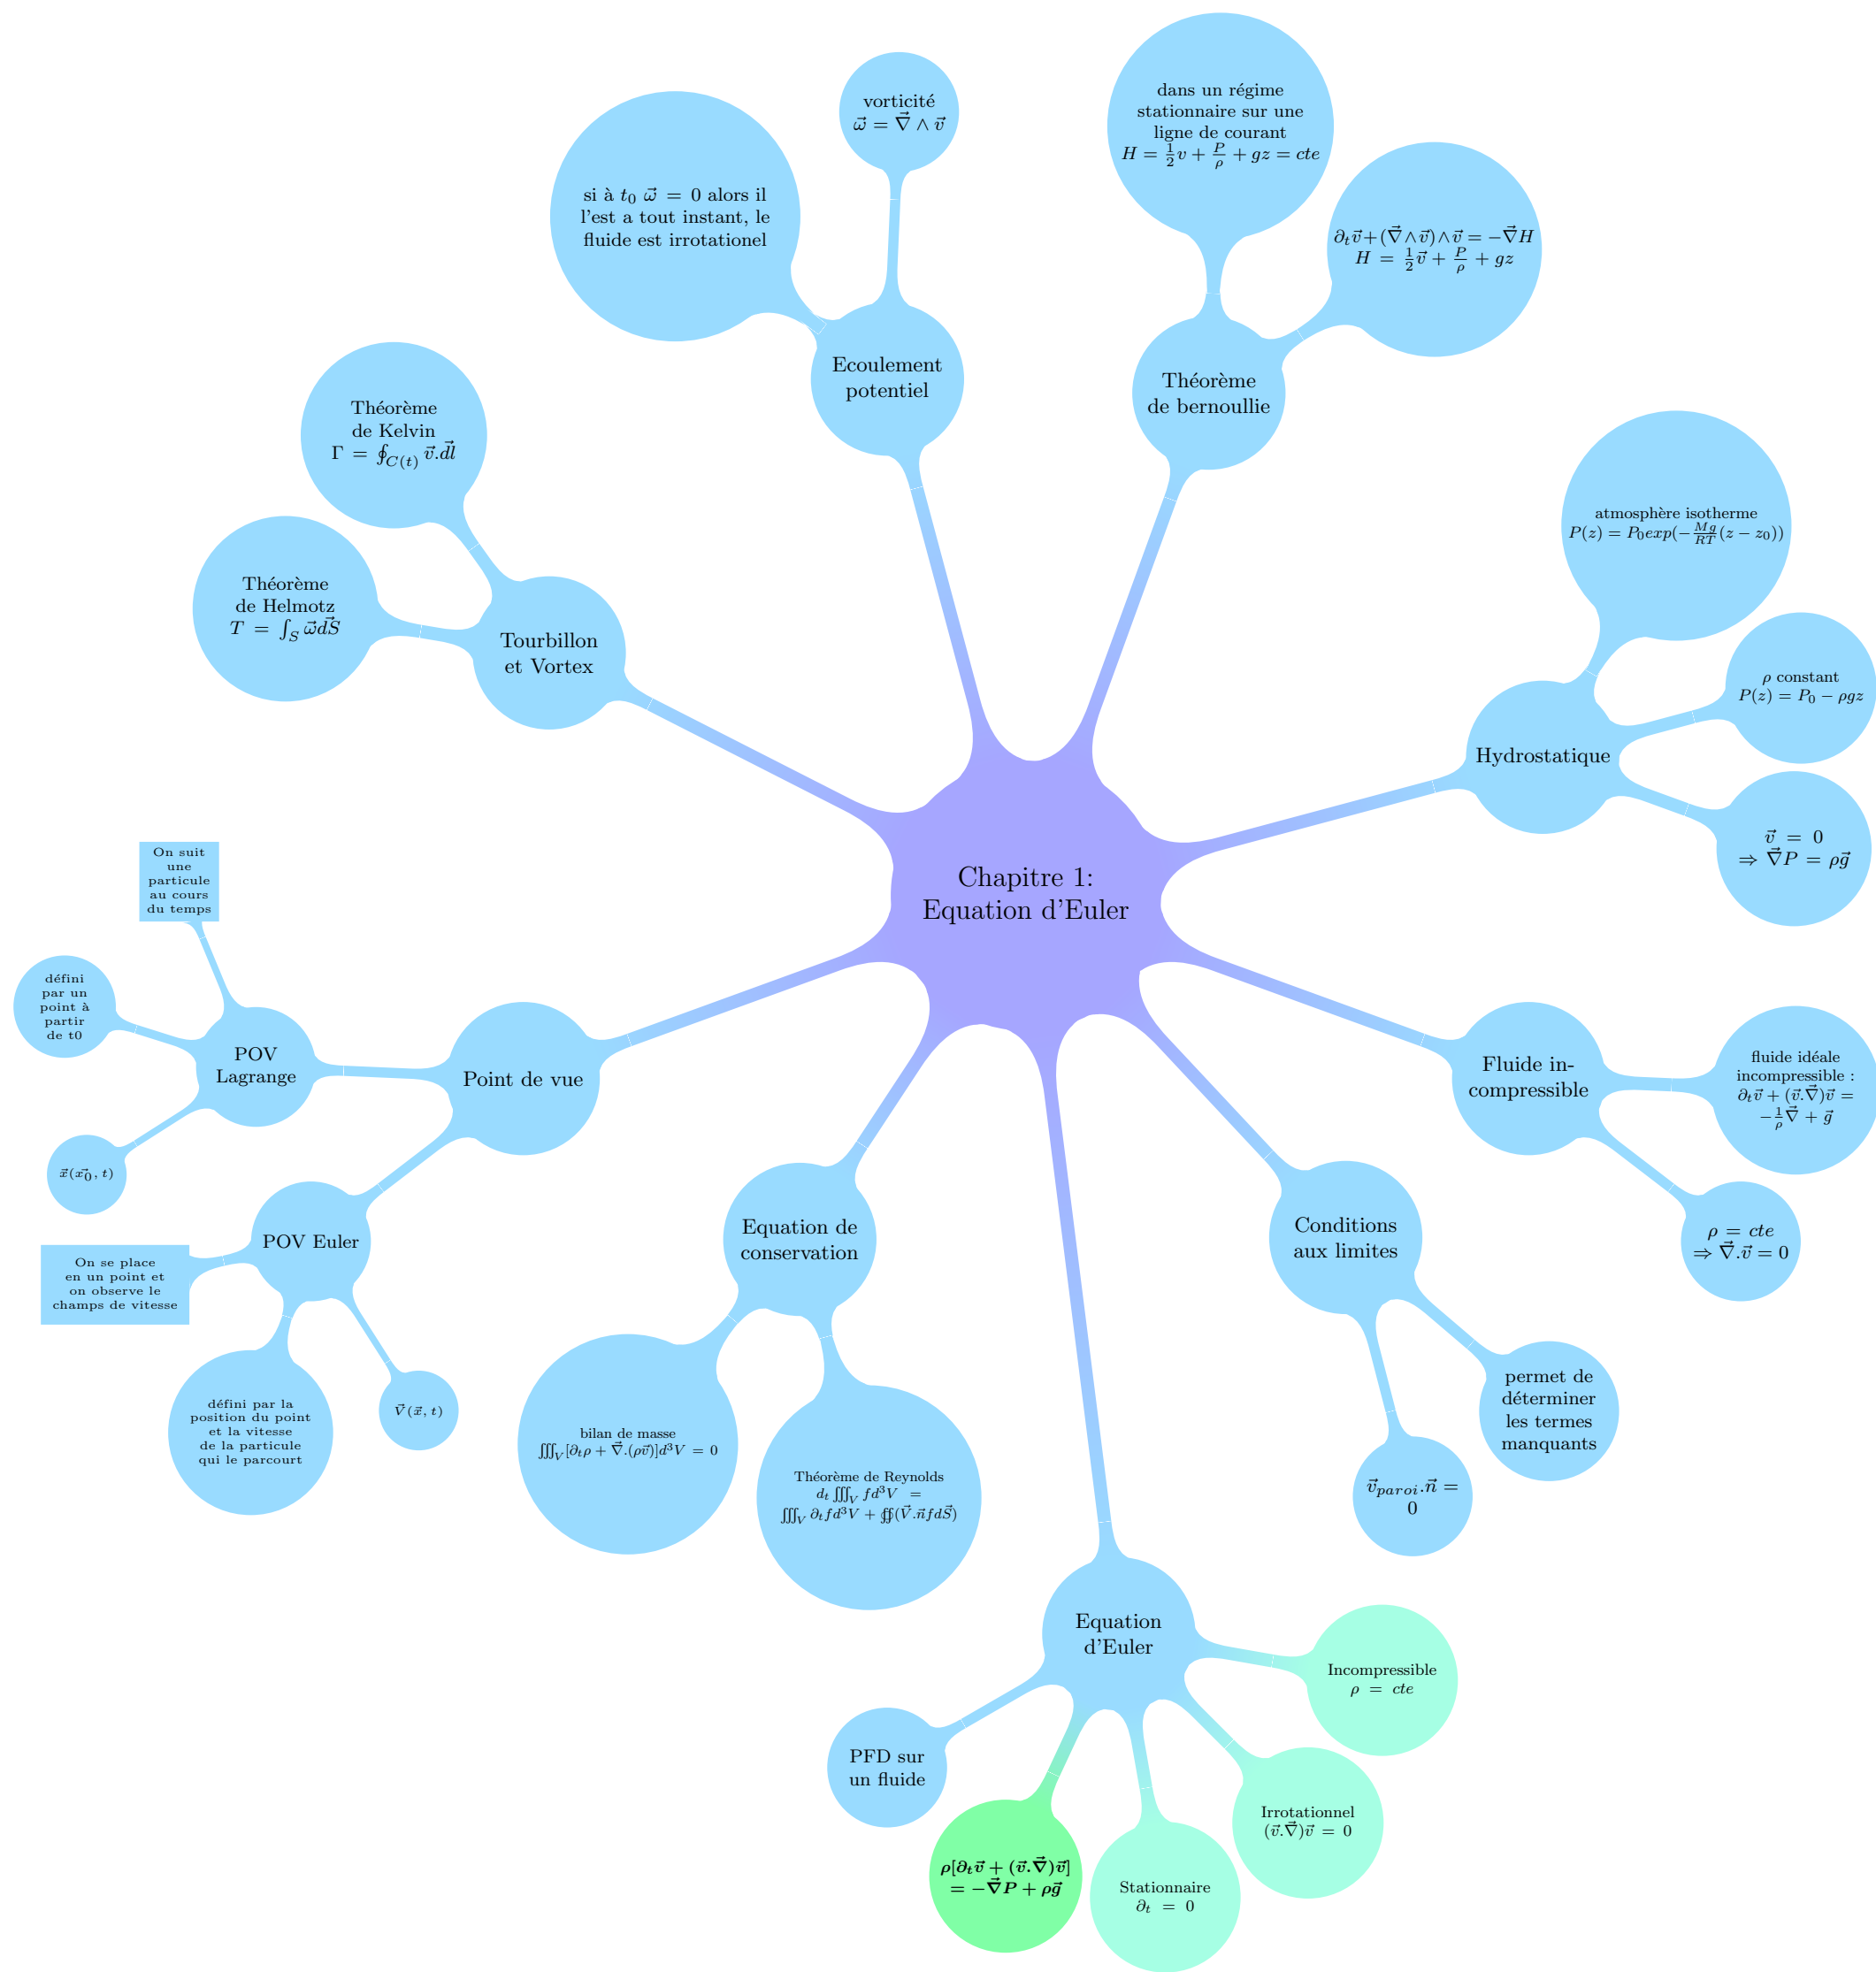 Chapitre 1:
Equation d'Euler
Ecoulement
potentiel
vorticité
$\vec{\omega} = \vec{\nabla} \wedge \vec{v}$
si à $t_0$ $\vec{\omega} = 0$ alors il
l'est a tout instant, le
fluide est irrotationel
Théorème
de bernoullie
dans un régime
stationnaire sur une
ligne de courant
$H = \frac{1}{2}v + \frac{P}{\rho} + gz = cte$
$\partial_t\vec{v}+(\vec{\nabla}\wedge\vec{v})\wedge\vec{v} = -\vec{\nabla}H$
$H = \frac{1}{2}\vec{v} + \frac{P}{\rho} + gz$
Hydrostatique
atmosphère isotherme
$P(z) = P_0exp(-\frac{Mg}{RT}(z - z_0))$
$\rho$ constant
$P(z) = P_0 - \rho gz$
$\vec{v} = 0$
$\Rightarrow \vec{\nabla}P = \rho\vec{g}$
Fluide in-
compressible
fluide idéale
incompressible :
$\partial_t\vec{v} + (\vec{v}.\vec{\nabla})\vec{v} =$
$-\frac{1}{\rho}\vec{\nabla} + \vec{g}$
$\rho = cte$
$\Rightarrow \vec{\nabla}.\vec{v} = 0$
Conditions
aux limites
permet de
déterminer
les termes
manquants
$\vec{v}_{paroi}.\vec{n} =$
$0$
Equation
d'Euler
Incompressible
$\rho = cte$
Irrotationnel
$(\vec{v}.\vec{\nabla})\vec{v} = 0$
Stationnaire
$\partial_t = 0$
$\rho[\partial_t\vec{v} + (\vec{v}.\vec{\nabla})\vec{v}]$
$= -\vec{\nabla}P + \rho\vec{g}$
PFD sur
un fluide
Equation de
conservation
Théorème de Reynolds
$d_t \iiint_V fd^3V =$
$\iiint_V \partial_t fd^3V + \oiint(\vec{V}.\vec{n}fd\vec{S})$
bilan de masse
$\iiint_V[\partial_t\rho + \vec{\nabla}.(\rho\vec{v})]d^3V = 0$
Point de vue
POV Euler
$\vec{V}(\vec{x}, t)$
défini par la
position du point
et la vitesse
de la particule
qui le parcourt
On se place
en un point et
on observe le
champs de vitesse
POV
Lagrange
$\vec{x}(\vec{x_0}, t)$
défini
par un
point à
partir
de t0
On suit
une
particule
au cours
du temps
Tourbillon
et Vortex
Théorème
de Helmotz
$T = \int_S \vec{\omega}d\vec{S}$
Théorème
de Kelvin
$\Gamma = \oint_{C(t)} \vec{v}.\vec{dl}$